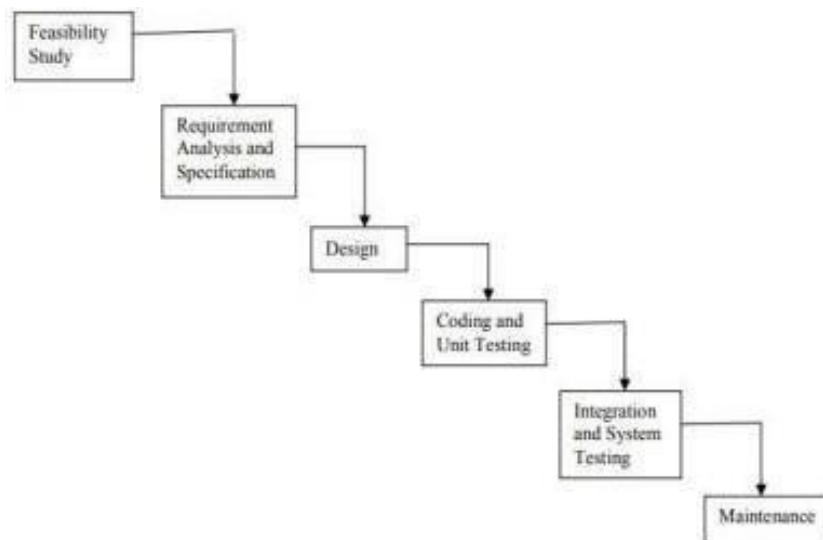 Feasibility
Study
Requirement
Analysis and
Specification
Design
Coding and
Unit Testing
Integration
and System
Testing
Maintenance